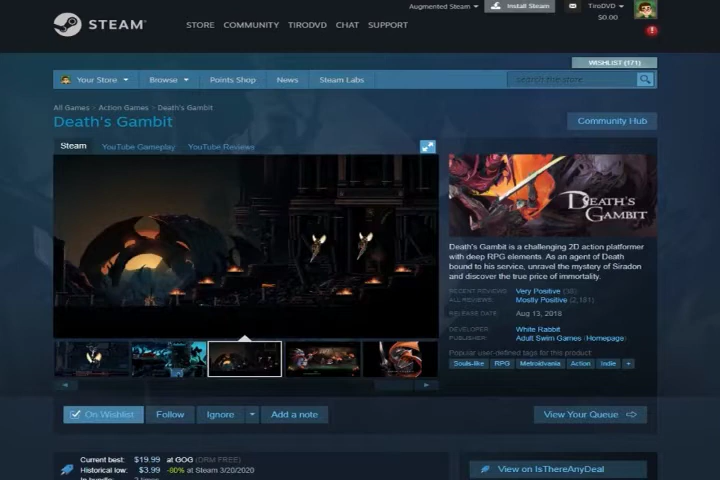 Augmented Steam
Install Steam
TiroDVD
$0.00
STEAM
STORE COMMUNITY TIRODVD CHAT SUPPORT
WISHLIST (171)
Your Store Browse Points Shop News Steam Labs
search the store
All Games > Action Games > Death's Gambit
Death's Gambit
Community Hub
Steam YouTube Gameplay YouTube Reviews
DEATH'S
GAMBIT
Death's Gambit is a challenging 2D action platformer
with deep RPG elements. As an agent of Death
bound to his service, unravel the mystery of Siradon
and discover the true price of immortality.
RECENT REVIEWS: Very Positive
ALL REVIEWS: Mostly Positive (2,181)
RELEASE DATE: Aug 13, 2018
DEVELOPER: White Rabbit
PUBLISHER: Adult Swim Games (Homepage)
Popular user-defined tags for this product:
Souls-like RPG Metroidvania Action Indie +
On Wishlist Follow Ignore Add a note View Your Queue
Current best: $19.99 at GOG (DRM FREE)
Historical low: $3.99 -80% at Steam 3/20/2020
View on IsThereAnyDeal